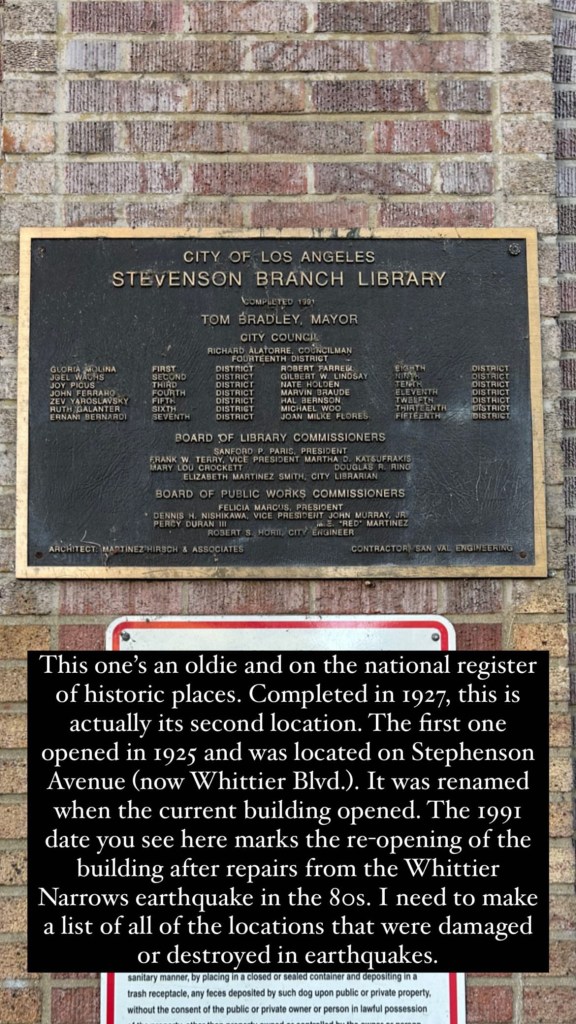 CITY OF LOS ANGELES
STEVENSON BRANCH LIBRARY
COMPLETED 1991
TOM BRADLEY, MAYOR
CITY COUNCIL
RICHARD ALATORRE, COUNCILMAN
FOURTEENTH DISTRICT
GLORIA MOLINA FIRST DISTRICT ROBERT FARRELL EIGHTH DISTRICT
JOEL WACHS SECOND DISTRICT GILBERT W. LINDSAY NINTH DISTRICT
JOY PICUS THIRD DISTRICT NATE HOLDEN TENTH DISTRICT
JOHN FERRARO FOURTH DISTRICT MARVIN BRAUDE ELEVENTH DISTRICT
ZEV YAROSLAVSKY FIFTH DISTRICT HAL BERNSON TWELFTH DISTRICT
RUTH GALANTER SIXTH DISTRICT MICHAEL WOO THIRTEENTH DISTRICT
ERNANI BERNARDI SEVENTH DISTRICT JOAN MILKE FLORES FIFTEENTH DISTRICT
BOARD OF LIBRARY COMMISSIONERS
SANFORD P. PARIS, PRESIDENT
FRANK W. TERRY, VICE PRESIDENT MARTHA D. KATSUFRAKIS
MARY LOU CROCKETT DOUGLAS R. RING
ELIZABETH MARTINEZ SMITH, CITY LIBRARIAN
BOARD OF PUBLIC WORKS COMMISSIONERS
FELICIA MARCUS, PRESIDENT
DENNIS N. NISHIKAWA, VICE PRESIDENT JOHN MURRAY, JR.
PERCY DURAN III "RED" MARTINEZ
ROBERT S. HORII, CITY ENGINEER
ARCHITECT: MARTINEZ HIRSCH & ASSOCIATES CONTRACTOR: SAN VAL ENGINEERING
This one's an oldie and on the national register
of historic places. Completed in 1927, this is
actually its second location. The first one
opened in 1925 and was located on Stephenson
Avenue (now Whittier Blvd.). It was renamed
when the current building opened. The 1991
date you see here marks the re-opening of the
building after repairs from the Whittier
Narrows earthquake in the 80s. I need to make
a list of all of the locations that were damaged
or destroyed in earthquakes.
sanitary manner, by placing in a closed or sealed container and depositing in a
trash receptacle, any feces deposited by such dog upon public or private property,
without the consent of the public or private owner or person in lawful possession